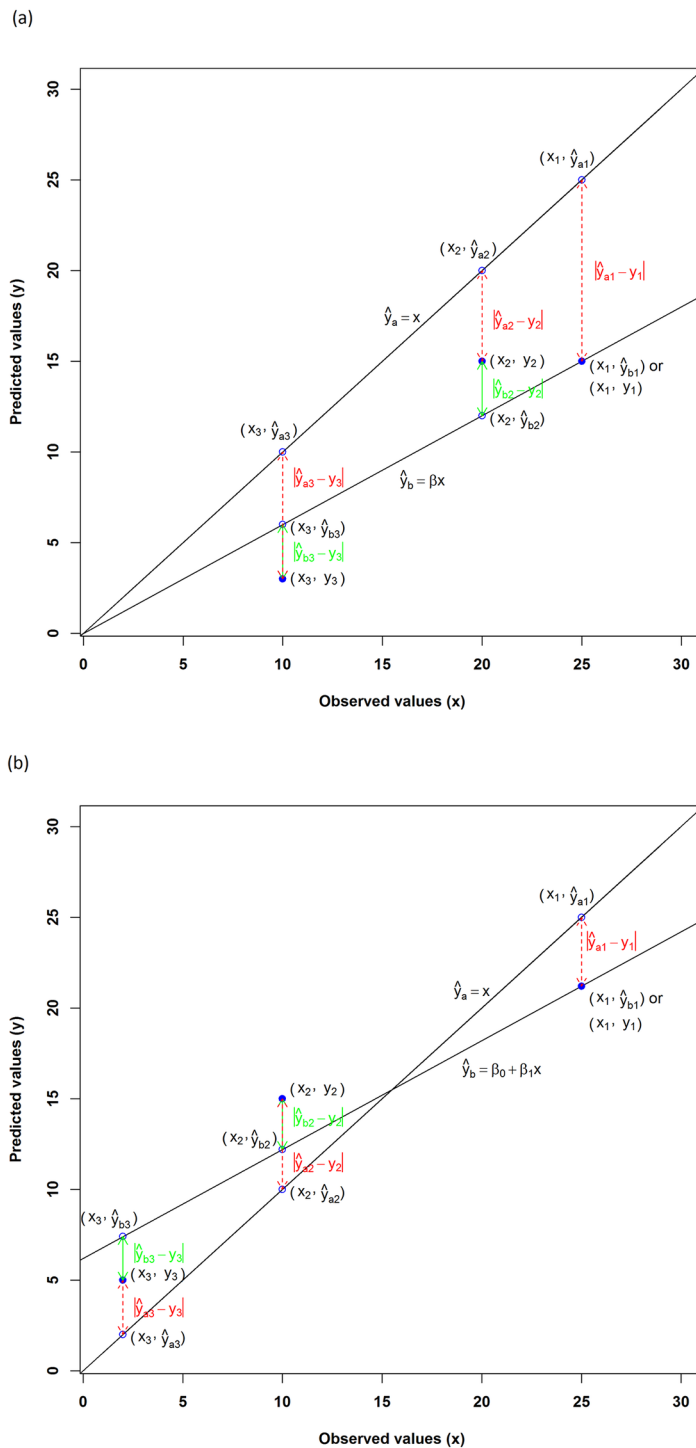 (a)
30
(x₁, ŷₐ₁)
25
(x₂, ŷₐ₂)
20
|ŷₐ₁ − y₁|
|ŷₐ₂ − y₂|
ŷₐ = x
15
(x₂, y₂)
(x₁, ŷb₁) or
(x₁, y₁)
|ŷb₂ − y₂|
(x₂, ŷb₂)
(x₃, ŷₐ₃)
10
|ŷₐ₃ − y₃|
ŷb = βx
(x₃, ŷb₃)
5
|ŷb₃ − y₃|
(x₃, y₃)
0
0 5 10 15 20 25 30
Predicted values (y)
Observed values (x)
(b)
30
(x₁, ŷₐ₁)
25
|ŷₐ₁ − y₁|
ŷₐ = x
(x₁, ŷb₁) or
(x₁, y₁)
20
ŷb = β₀ + β₁x
(x₂, y₂)
15
|ŷb₂ − y₂|
(x₂, ŷb₂)
|ŷₐ₂ − y₂|
10
(x₂, ŷₐ₂)
(x₃, ŷb₃)
|ŷb₃ − y₃|
5
(x₃, y₃)
|ŷₐ₃ − y₃|
(x₃, ŷₐ₃)
0
0 5 10 15 20 25 30
Predicted values (y)
Observed values (x)